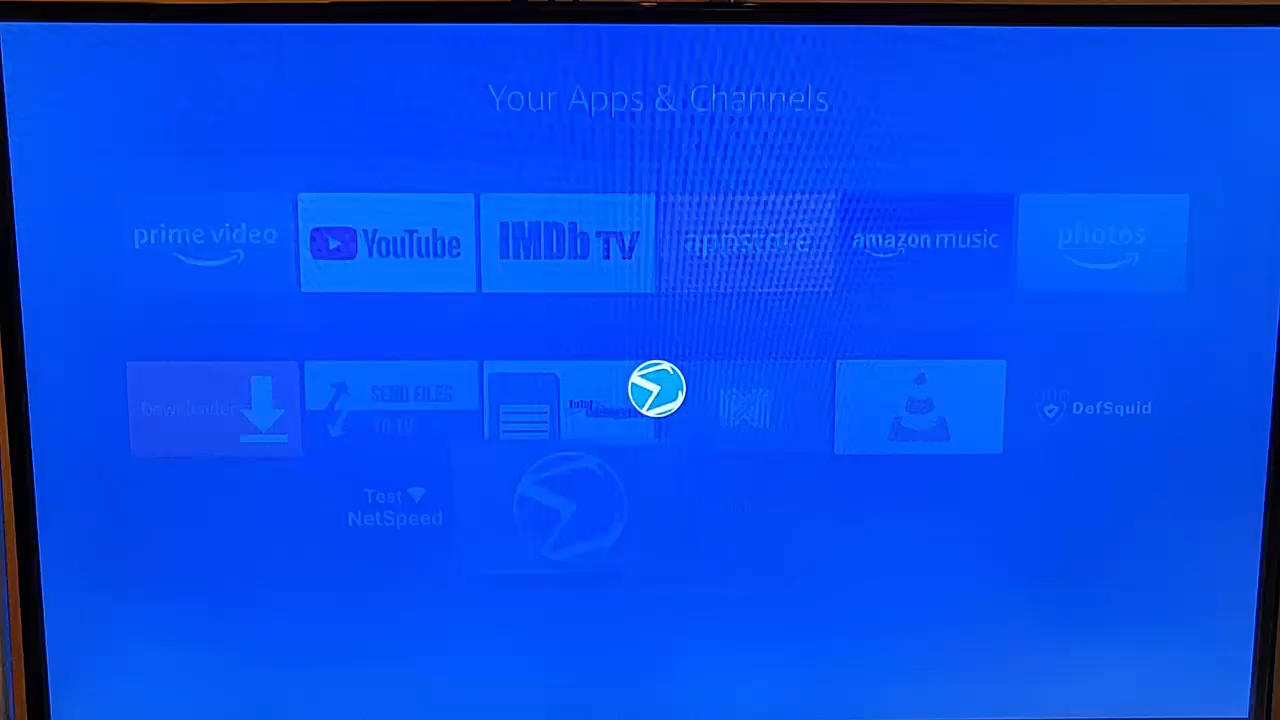 Your Apps & Channels
prime video
YouTube
IMDb TV
appstore
amazon music
photos
Downloader
SEND FILES
TO TV
DefSquid
Test
NetSpeed